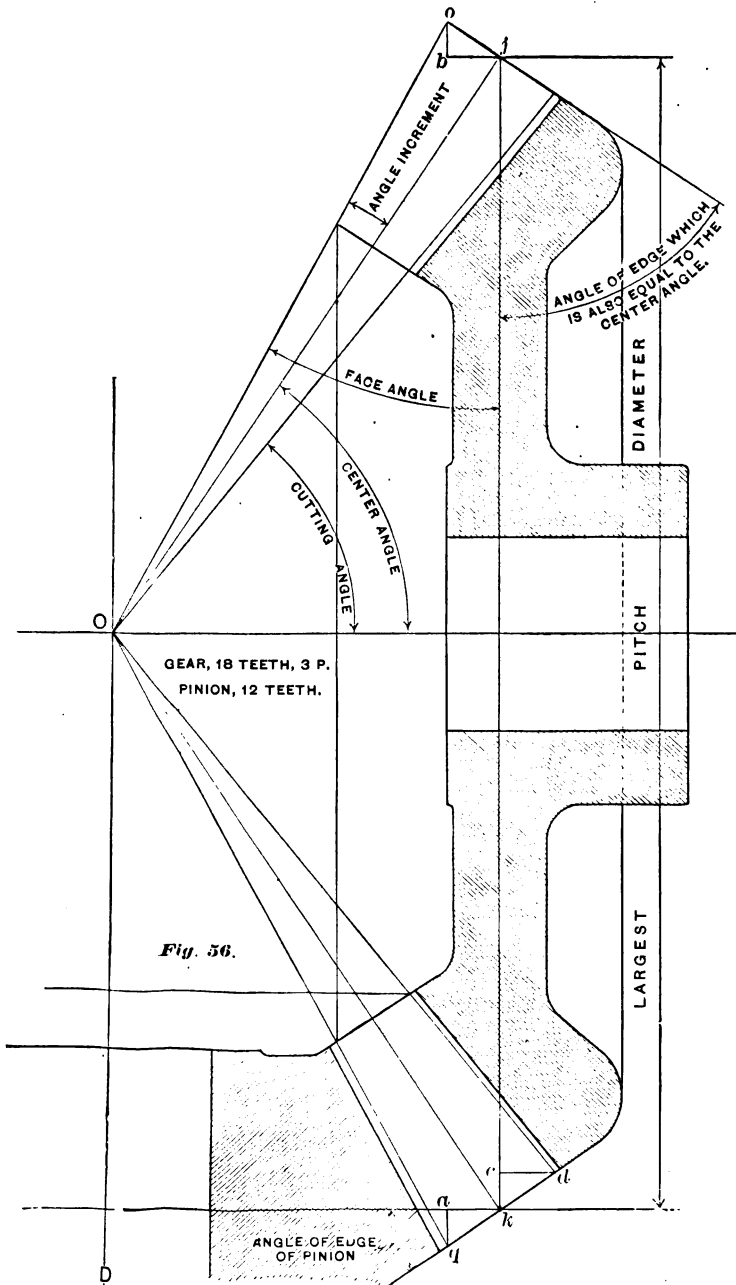 o
j
b
ANGLE INCREMENT
ANGLE OF EDGE WHICH
IS ALSO EQUAL TO THE
CENTER ANGLE.
FACE ANGLE
CENTER ANGLE
CUTTING ANGLE
LARGEST PITCH DIAMETER
O
GEAR, 18 TEETH, 3 P.
PINION, 12 TEETH.
Fig. 56.
c
d
a
k
q
ANGLE OF EDGE
OF PINION
D